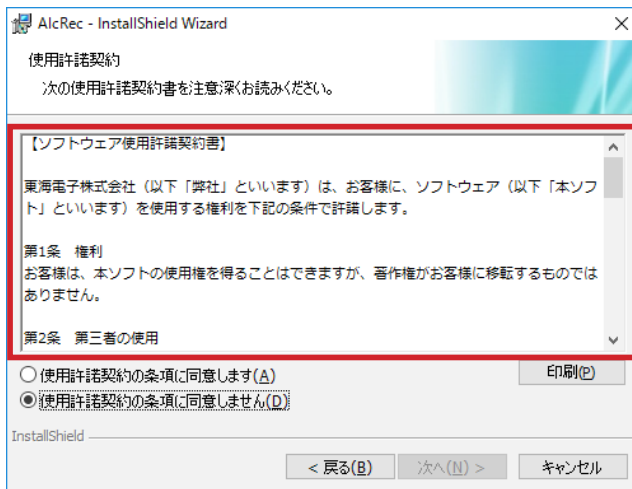 AlcRec - InstallShield Wizard
使用許諾契約
次の使用許諾契約書を注意深くお読みください。
【ソフトウェア使用許諾契約書】
東海電子株式会社（以下「弊社」といいます）は、お客様に、ソフトウェア（以下「本ソフ
ト」といいます）を使用する権利を下記の条件で許諾します。
第1条 権利
お客様は、本ソフトの使用権を得ることはできますが、著作権がお客様に移転するものでは
ありません。
第2条 第三者の使用
使用許諾契約の条項に同意します(A)
印刷(P)
使用許諾契約の条項に同意しません(D)
InstallShield
< 戻る(B)
次へ(N) >
キャンセル